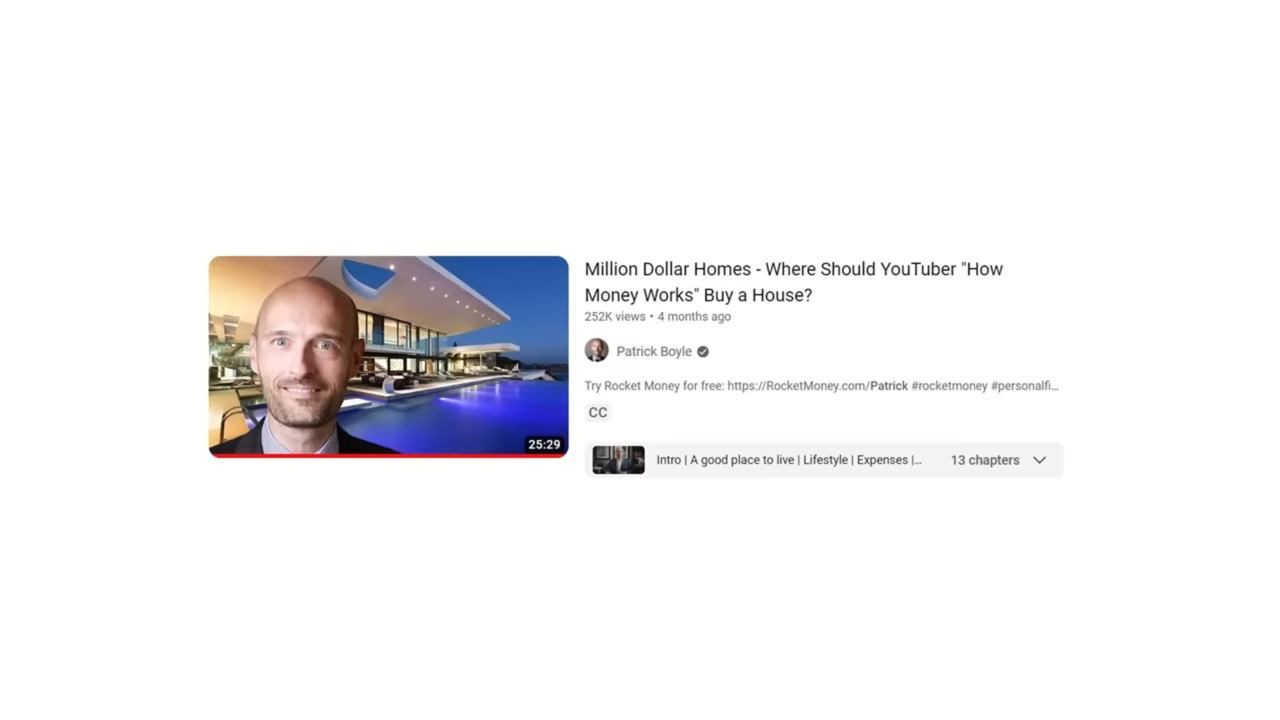 25:29
Million Dollar Homes - Where Should YouTuber "How
Money Works" Buy a House?
252K views • 4 months ago
Patrick Boyle
Try Rocket Money for free: https://RocketMoney.com/Patrick #rocketmoney #personalfi...
CC
Intro | A good place to live | Lifestyle | Expenses |... 13 chapters